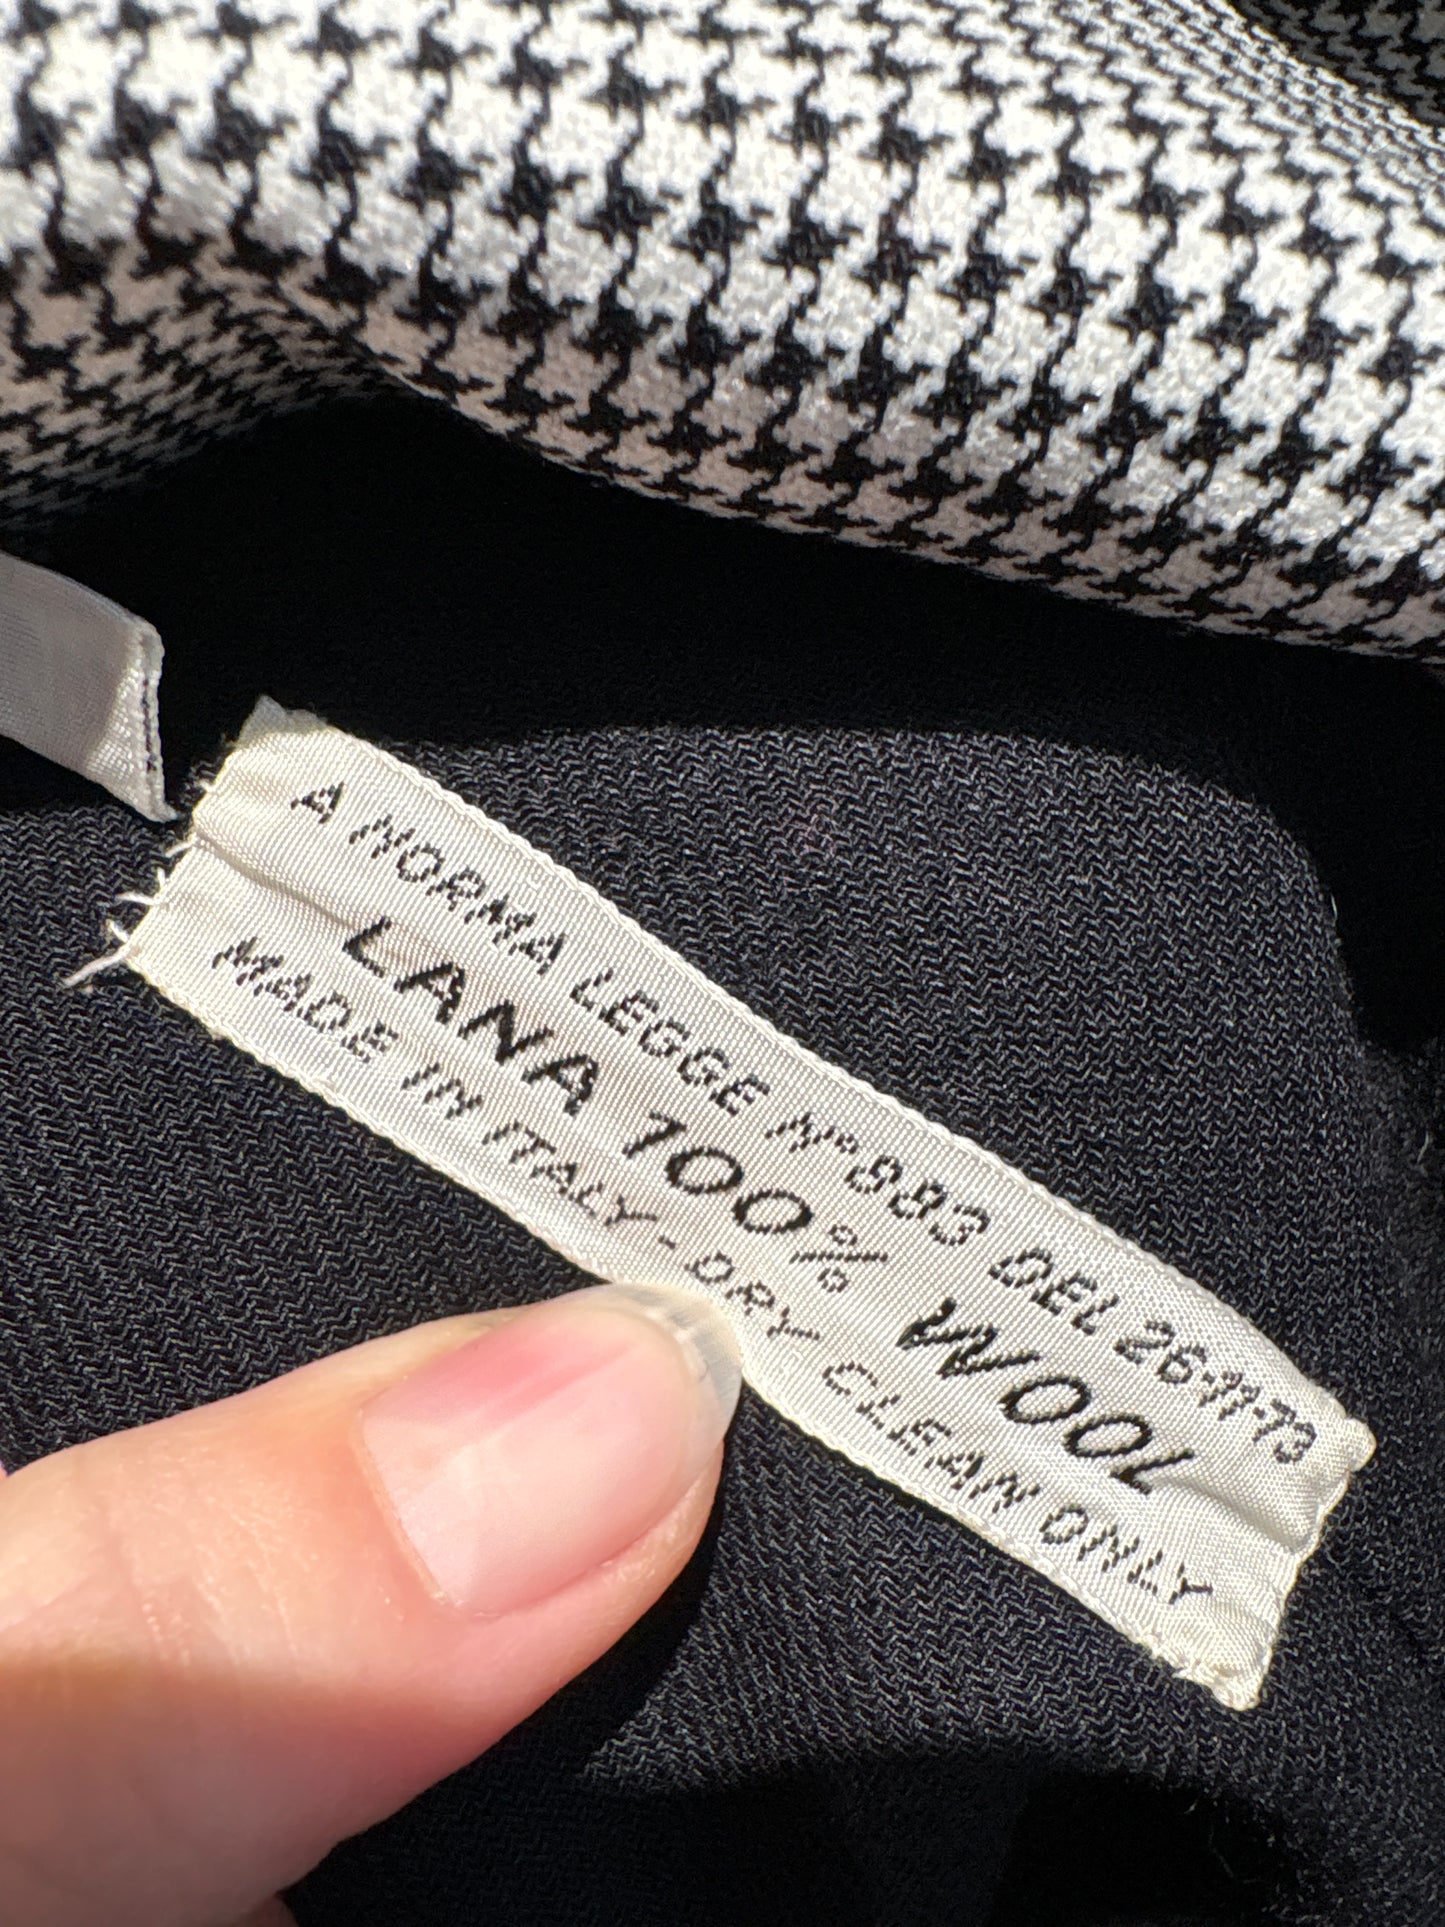 A NORMA LEGGE N° 883 DEL 26·11·73
LANA 100% WOOL
MADE IN ITALY - DRY CLEAN ONLY